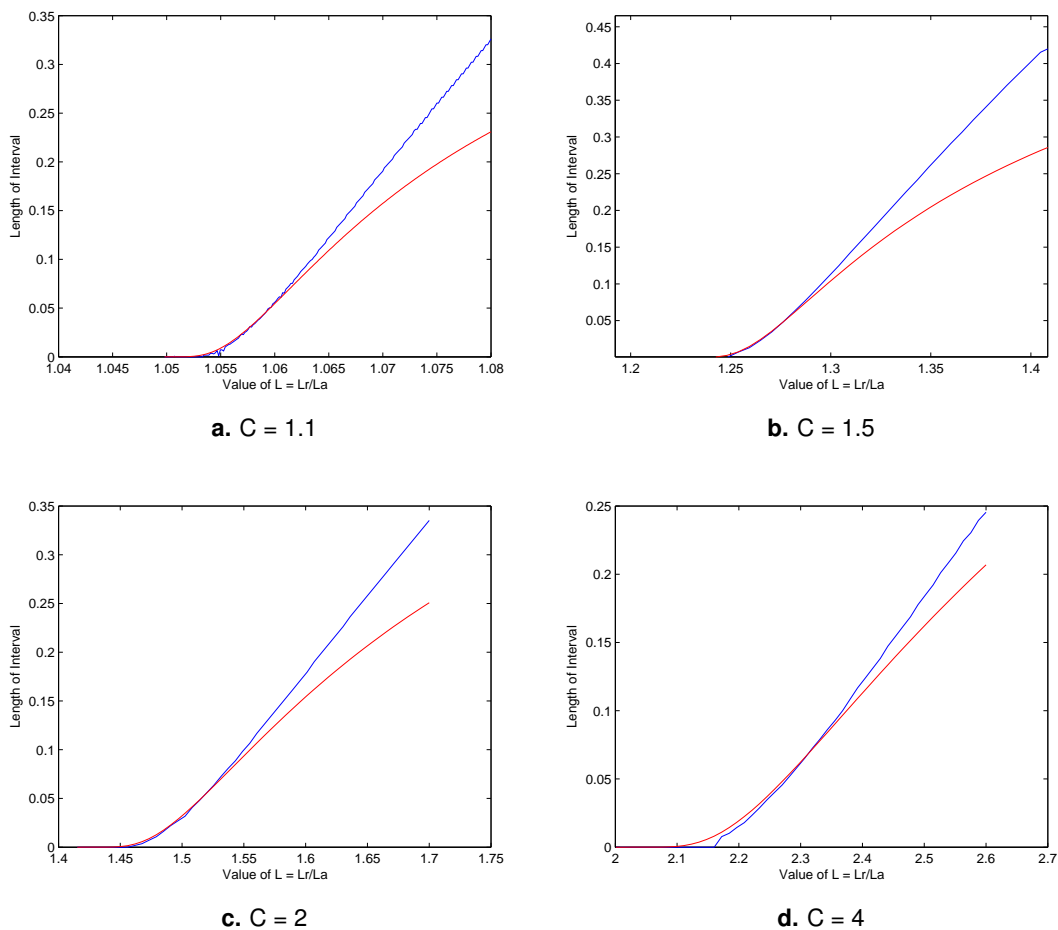 0.35
0.3
0.25
0.2
0.15
0.1
0.05
0
1.04 1.045 1.05 1.055 1.06 1.065 1.07 1.075 1.08
Length of Interval
Value of L = Lr/La
a. C = 1.1
0.45
0.4
0.35
0.3
0.25
0.2
0.15
0.1
0.05
1.2 1.25 1.3 1.35 1.4
Length of Interval
Value of L = Lr/La
b. C = 1.5
0.35
0.3
0.25
0.2
0.15
0.1
0.05
0
1.4 1.45 1.5 1.55 1.6 1.65 1.7 1.75
Length of Interval
Value of L = Lr/La
c. C = 2
0.25
0.2
0.15
0.1
0.05
0
2 2.1 2.2 2.3 2.4 2.5 2.6 2.7
Length of Interval
Value of L = Lr/La
d. C = 4